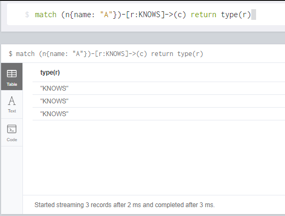 5 match (n{name: "A"})-[r:KNOWS]->(c) return type(r)
$ match (n{name: "A"})-[r:KNOWS]->(c) return type(r)
type(r)
Table
"KNOWS"
"KNOWS"
A
Text
"KNOWS"
Code
Started streaming 3 records after 2 ms and completed after 3 ms.